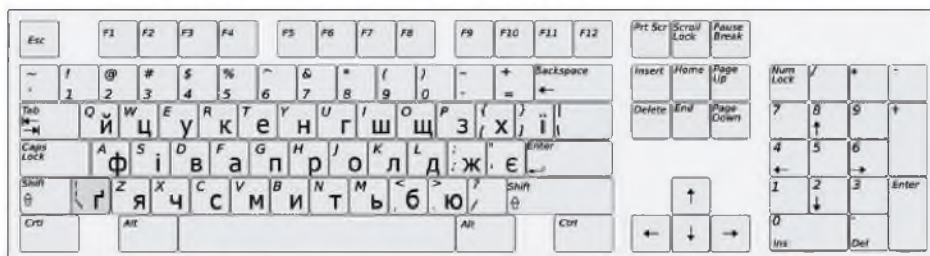 Esc F1 F2 F3 F4 F5 F6 F7 F8 F9 F10 F11 F12 Prt Scr Scroll Lock Pause Break
~ ` ! 1 @ 2 # 3 $ 4 % 5 ^ 6 & 7 * 8 ( 9 ) 0 - + = Backspace Insert Home Page Up Num Lock / * -
Tab Q Й W Ц E У R К T Е Y Н U Г I Ш O Щ P З { [ Х } ] Ї | \ Delete End Page Down 7 8 9 +
Caps Lock A Ф S І D В F А G П H Р J О K Л L Д : ; Ж " ' Є Enter 4 5 6
Shift | \ Ґ Z Я X Ч C С V М B И N Т M Ь < , Б > . Ю ? / Shift 1 2 3 Enter
Crtl Alt Alt Ctrl 0 Ins Del